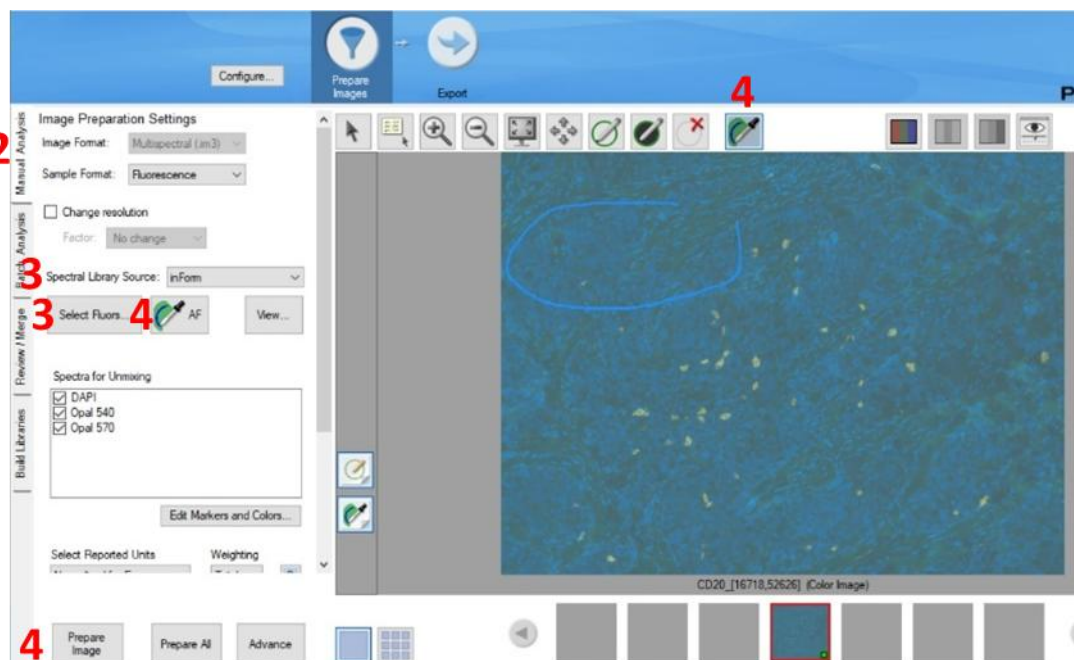 Configure...
Prepare Images
Export
4
P
2
Manual Analysis
Batch Analysis
Review / Merge
Build Libraries
Image Preparation Settings
Image Format: Multispectral (.im3)
Sample Format: Fluorescence
Change resolution
Factor: No change
3 Spectral Library Source: inForm
3 Select Fluors... 4 AF View...
Spectra for Unmixing
DAPI
Opal 540
Opal 570
Edit Markers and Colors...
Select Reported Units Weighting
CD20_[16718,52626] (Color Image)
4 Prepare Image Prepare All Advance